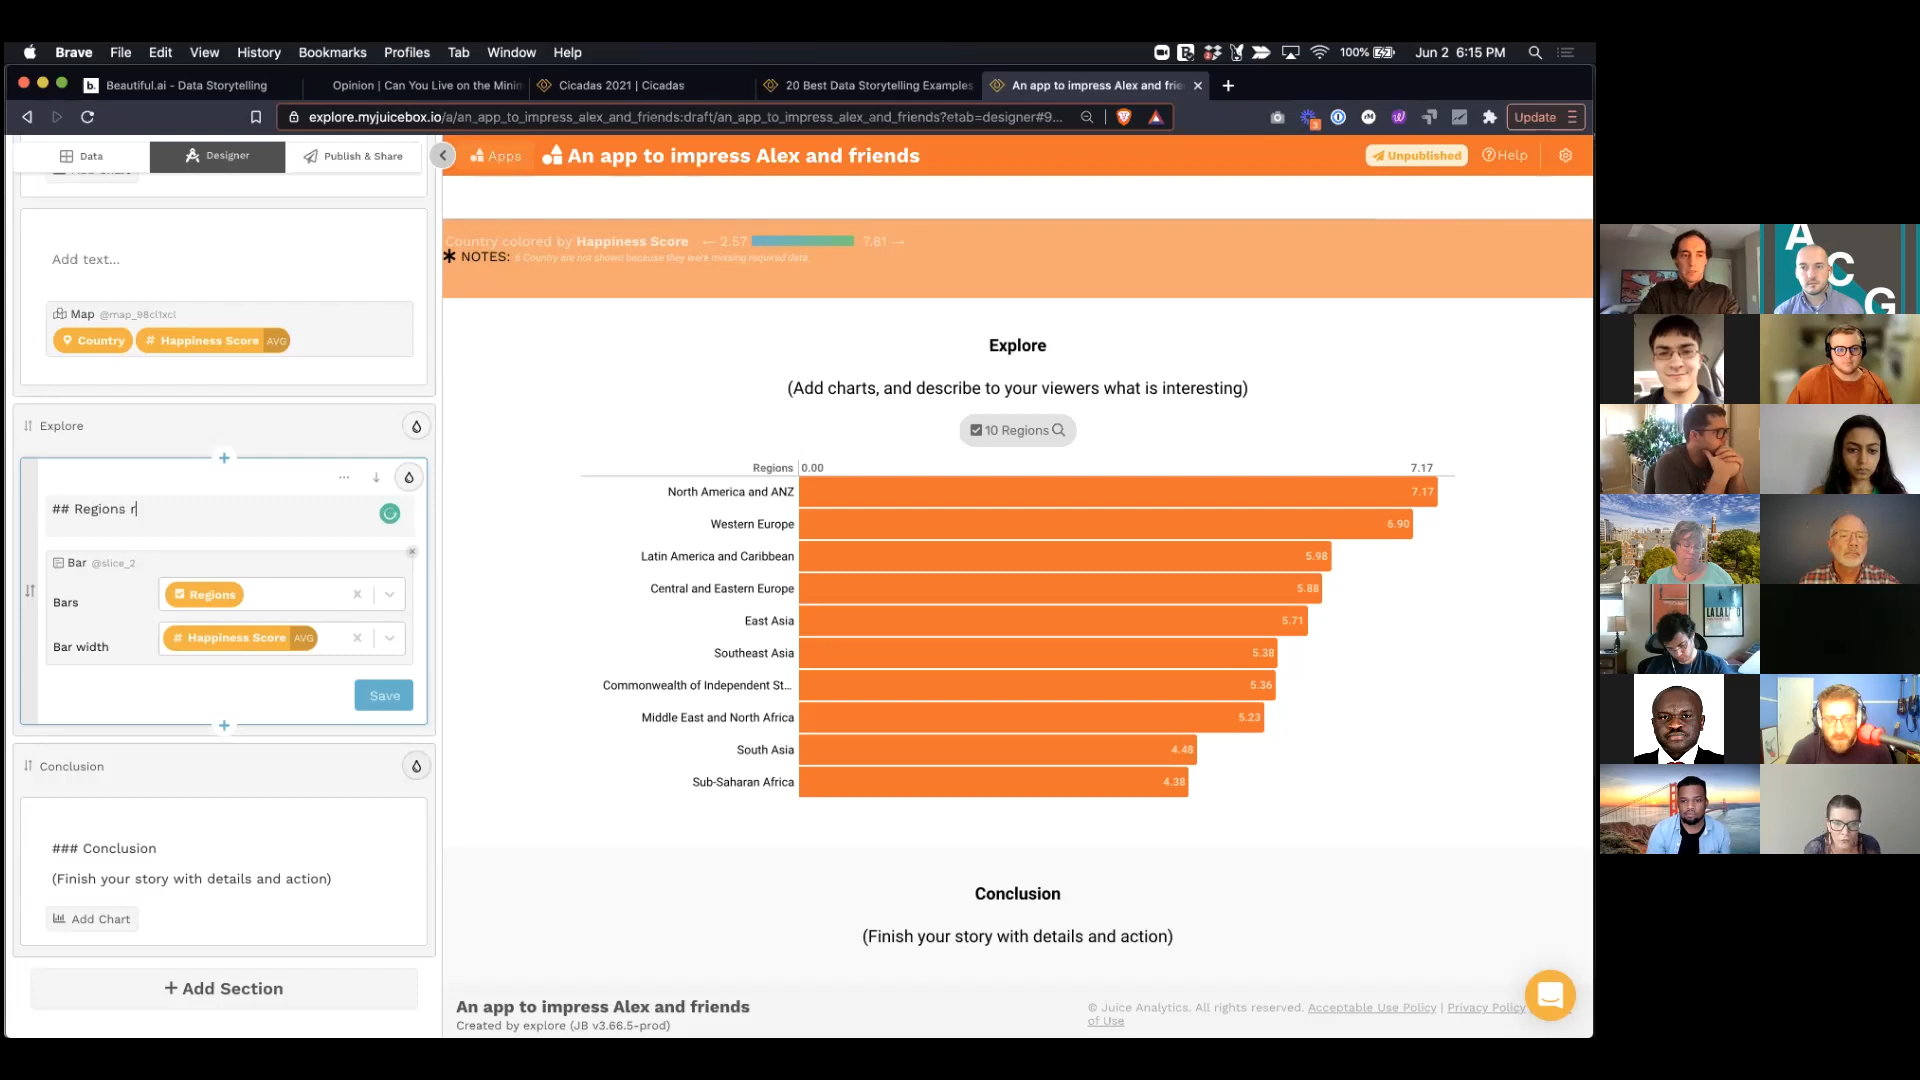 Brave File Edit View History Bookmarks Profiles Tab Window Help
100% Jun 2 6:15 PM
b. Beautiful.ai - Data Storytelling
Opinion | Can You Live on the Minim
Cicadas 2021 | Cicadas
20 Best Data Storytelling Examples
An app to impress Alex and frie
explore.myjuicebox.io/a/an_app_to_impress_alex_and_friends:draft/an_app_to_impress_alex_and_friends?etab=designer#9...
Update
Data
Designer
Publish & Share
Apps
An app to impress Alex and friends
Unpublished
Help
Add text...
Map @map_98cl1xcl
Country
# Happiness Score AVG
Explore
## Regions r
Bar @slice_2
Bars
Regions
Bar width
# Happiness Score AVG
Save
Conclusion
### Conclusion
(Finish your story with details and action)
Add Chart
+ Add Section
Country colored by Happiness Score ← 2.57 7.81 →
* NOTES: 6 Country are not shown because they were missing required data.
Explore
(Add charts, and describe to your viewers what is interesting)
10 Regions
Regions 0.00 7.17
North America and ANZ 7.17
Western Europe 6.90
Latin America and Caribbean 5.98
Central and Eastern Europe 5.88
East Asia 5.71
Southeast Asia 5.38
Commonwealth of Independent St... 5.36
Middle East and North Africa 5.23
South Asia 4.48
Sub-Saharan Africa 4.38
Conclusion
(Finish your story with details and action)
An app to impress Alex and friends
Created by explore (JB v3.66.5-prod)
© Juice Analytics. All rights reserved. Acceptable Use Policy | Privacy Policy
of Use
A
C
G